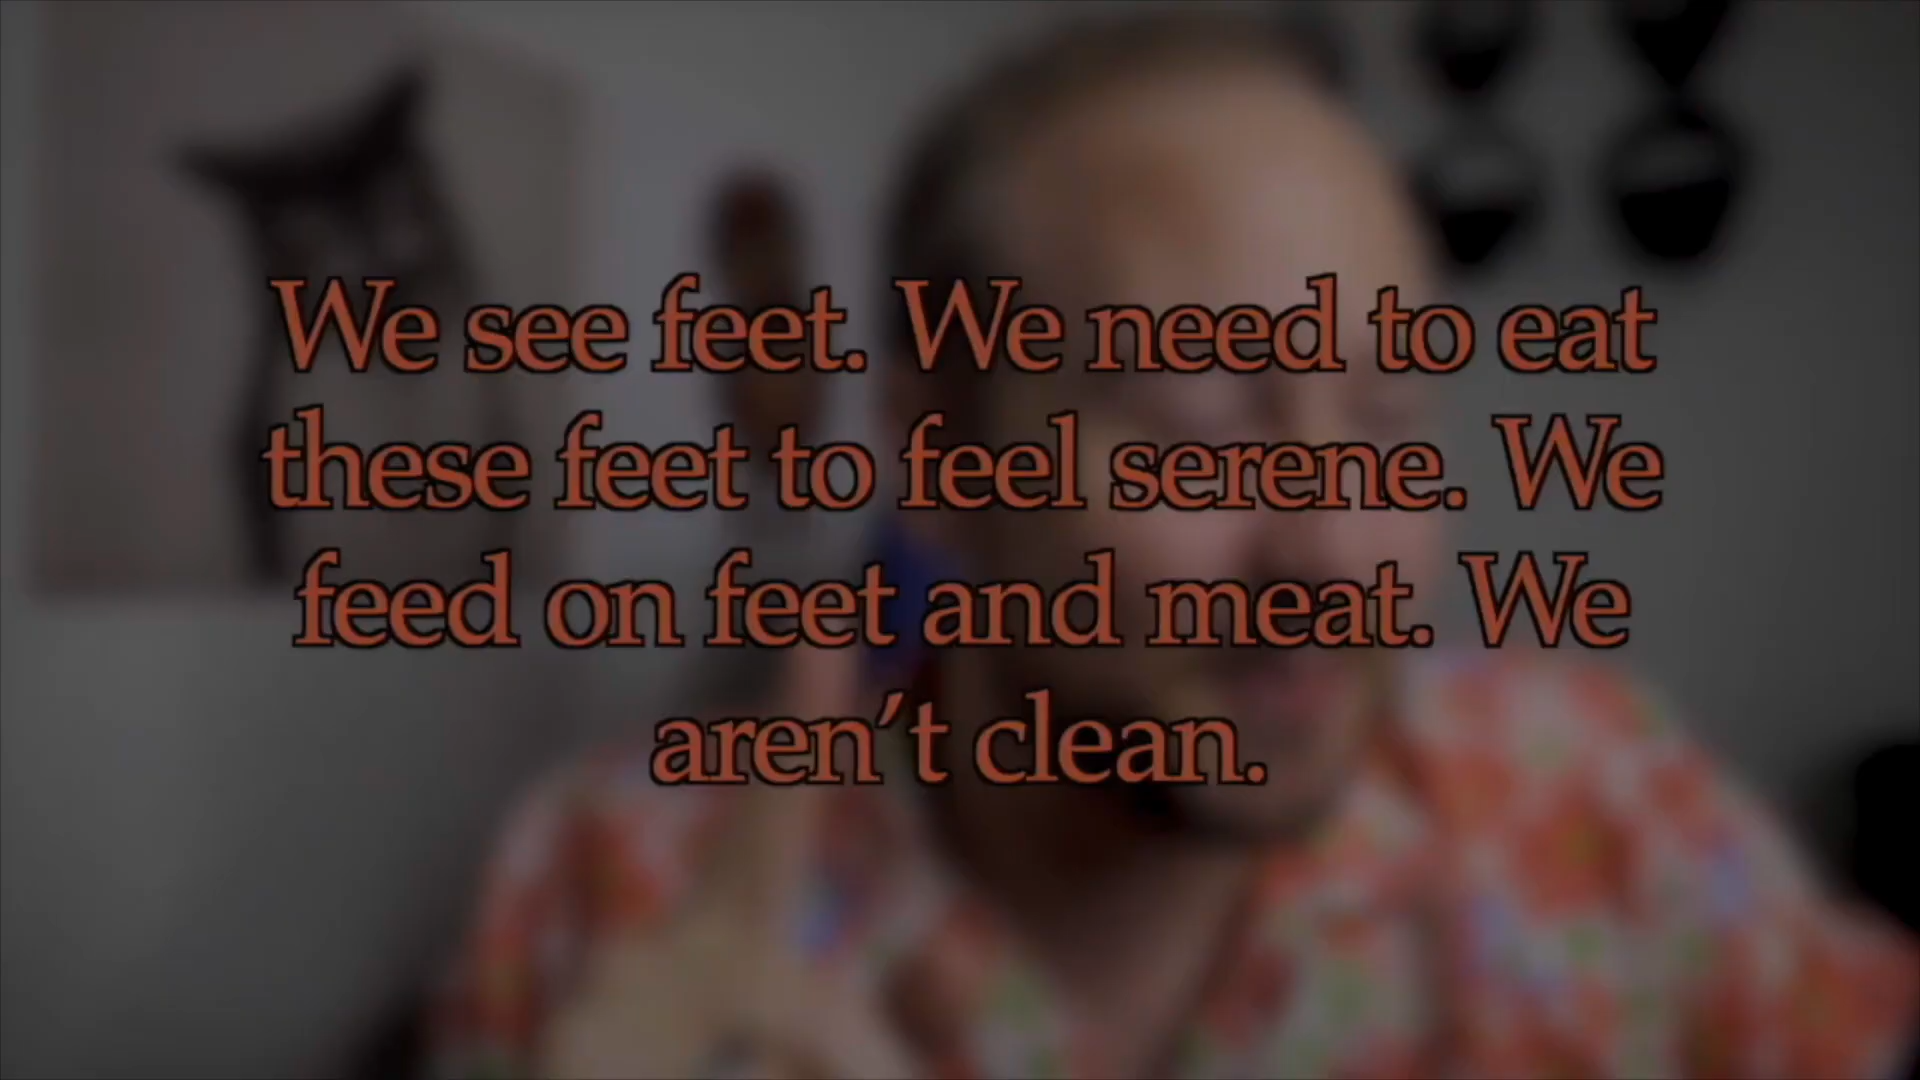 We see feet. We need to eat
these feet to feel serene. We
feed on feet and meat. We
aren’t clean.